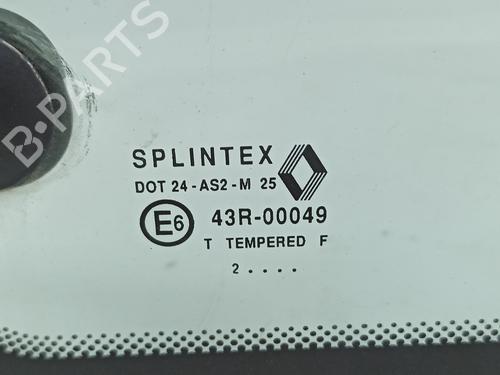 B-PARTS
SPLINTEX
DOT 24-AS2-M 25
E6 43R-00049
T TEMPERED F
2....